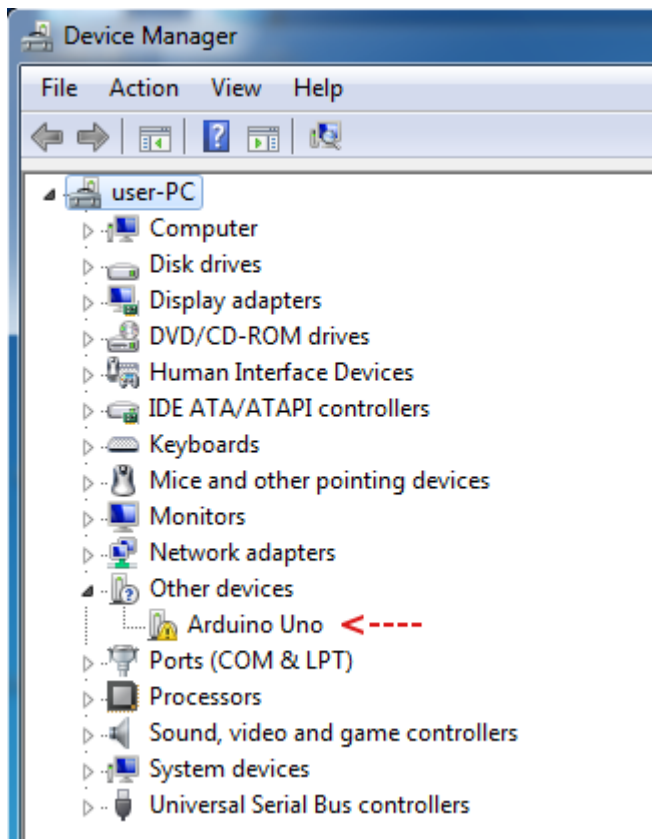 Device Manager
File Action View Help
user-PC
Computer
Disk drives
Display adapters
DVD/CD-ROM drives
Human Interface Devices
IDE ATA/ATAPI controllers
Keyboards
Mice and other pointing devices
Monitors
Network adapters
Other devices
Arduino Uno <----
Ports (COM & LPT)
Processors
Sound, video and game controllers
System devices
Universal Serial Bus controllers